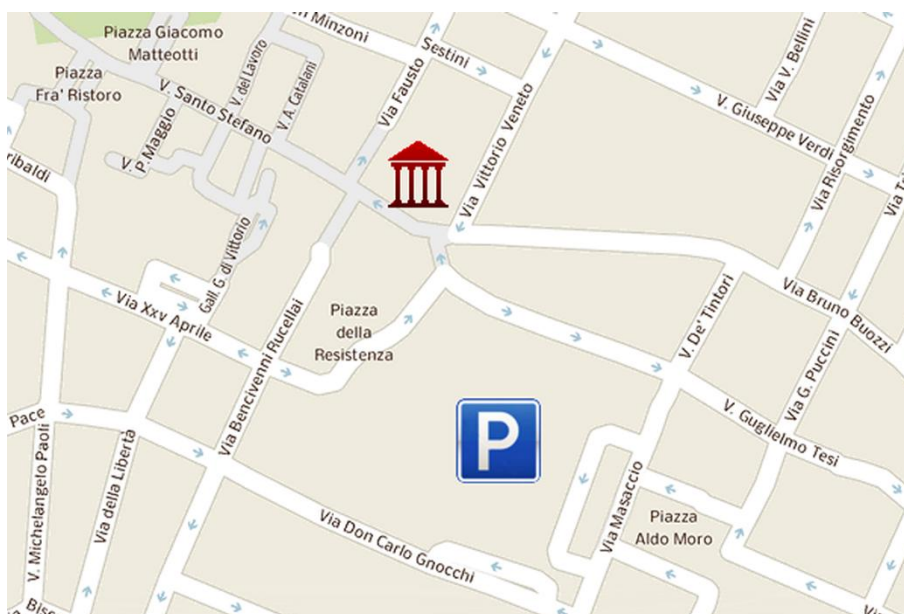 Piazza Giacomo
Matteotti
Minzoni
Sestini
Piazza
Fra' Ristoro
V. del Lavoro
V. A. Catalani
Via Fausto
V. Santo Stefano
V. P. Maggio
Via Vittorio Veneto
Via V. Bellini
V. Giuseppe Verdi
Via Risorgimento
Gall. G. di Vittorio
Via Xxv Aprile
Piazza
della
Resistenza
Via Bencivenni Rucellai
V. De' Tintori
Via Bruno Buozzi
Via G. Puccini
V. Guglielmo Tesi
P
Pace
V. Michelangelo Paoli
Via della Libertà
Via Don Carlo Gnocchi
Via Masaccio
Piazza
Aldo Moro